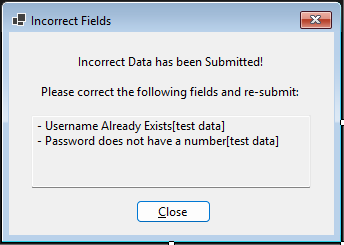 Incorrect Fields
Incorrect Data has been Submitted!
Please correct the following fields and re-submit:
- Username Already Exists[test data]
- Password does not have a number[test data]
Close